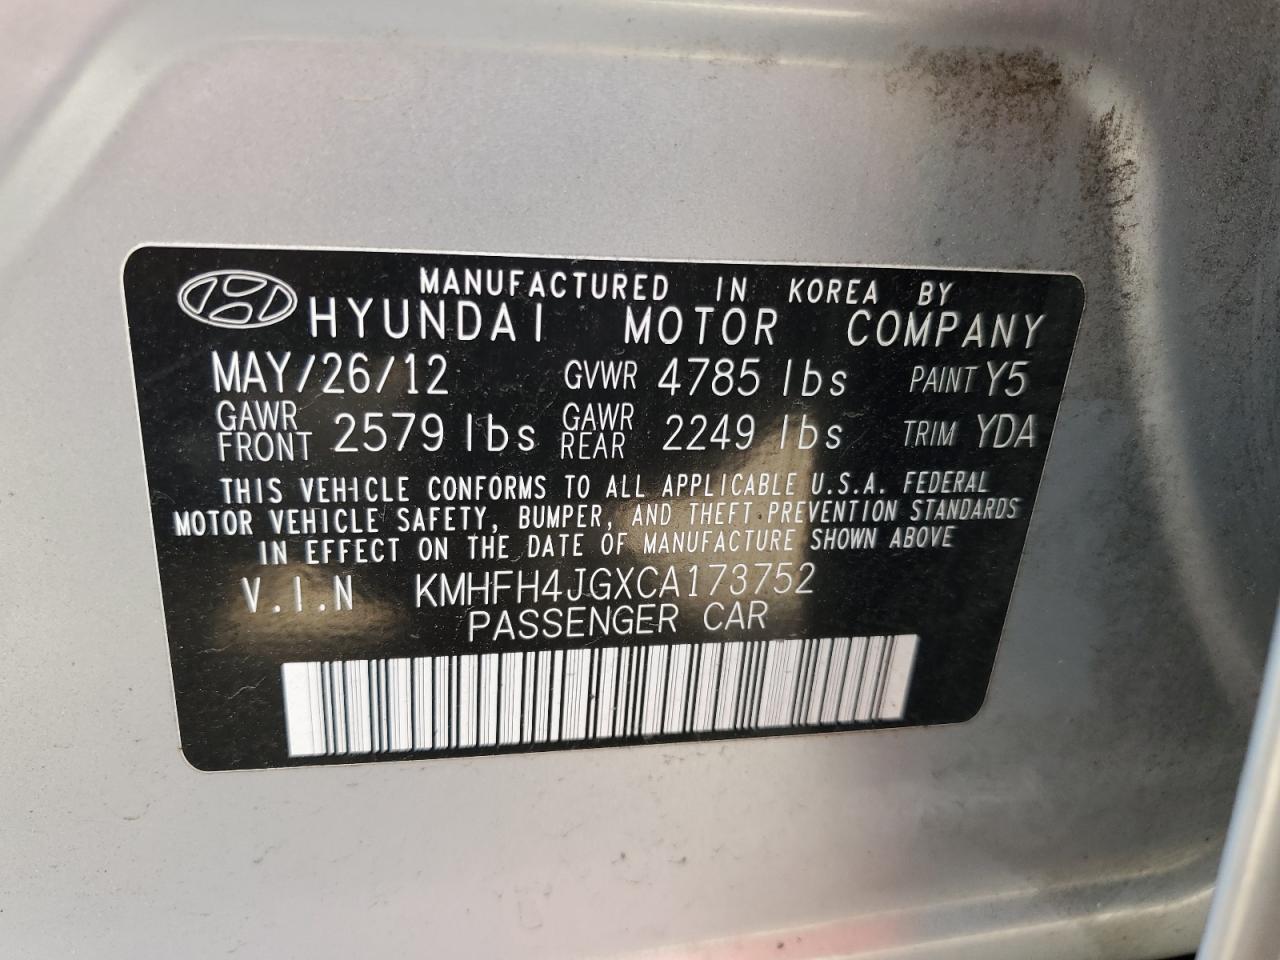 MANUFACTURED IN KOREA BY
HYUNDAI MOTOR COMPANY
MAY/26/12 GVWR 4785 lbs PAINT Y5
GAWR FRONT 2579 lbs GAWR REAR 2249 lbs TRIM YDA
THIS VEHICLE CONFORMS TO ALL APPLICABLE U.S.A. FEDERAL
MOTOR VEHICLE SAFETY, BUMPER, AND THEFT PREVENTION STANDARDS
IN EFFECT ON THE DATE OF MANUFACTURE SHOWN ABOVE
V.I.N KMHFH4JGXCA173752
PASSENGER CAR